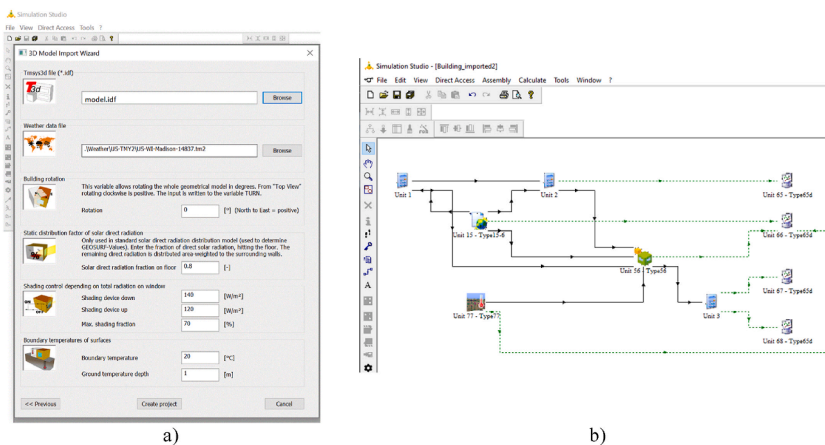 Simulation Studio
File View Direct Access Tools ?
3D Model Import Wizard
Trnsys3d file (*.idf)
T3d
model.idf
Browse
Weather data file
.\Weather\US-TMY2\US-WI-Madison-14837.tm2
Browse
Building rotation
This variable allows rotating the whole geometrical model in degrees. From "Top View"
rotating clockwise is positive. The input is written to the variable TURN.
Rotation
0
[°] (North to East = positive)
Static distribution factor of solar direct radiation
Only used in standard solar direct radiation distribution model (used to determine
GEOSURF-Values). Enter the fraction of direct solar radiation, hitting the floor. The
remaining direct radiation is distributed area weighted to the surrounding walls.
Solar direct radiation fraction on floor
0.8
[-]
Shading control depending on total radiation on window
ON
OFF
Shading device down
140
[W/m²]
Shading device up
120
[W/m²]
Max. shading fraction
70
[%]
Boundary temperatures of surfaces
Boundary temperature
20
[°C]
Ground temperature depth
1
[m]
<< Previous
Create project
Cancel
a)
Simulation Studio - [Building_imported2]
File Edit View Direct Access Assembly Calculate Tools Window ?
Unit 1
Unit 2
Unit 65 - Type65d
Unit 15 - Type15-6
Unit 66 - Type65d
Unit 56 - Type56
Unit 67 - Type65d
Unit 77 - Type77
Unit 3
Unit 68 - Type65d
b)